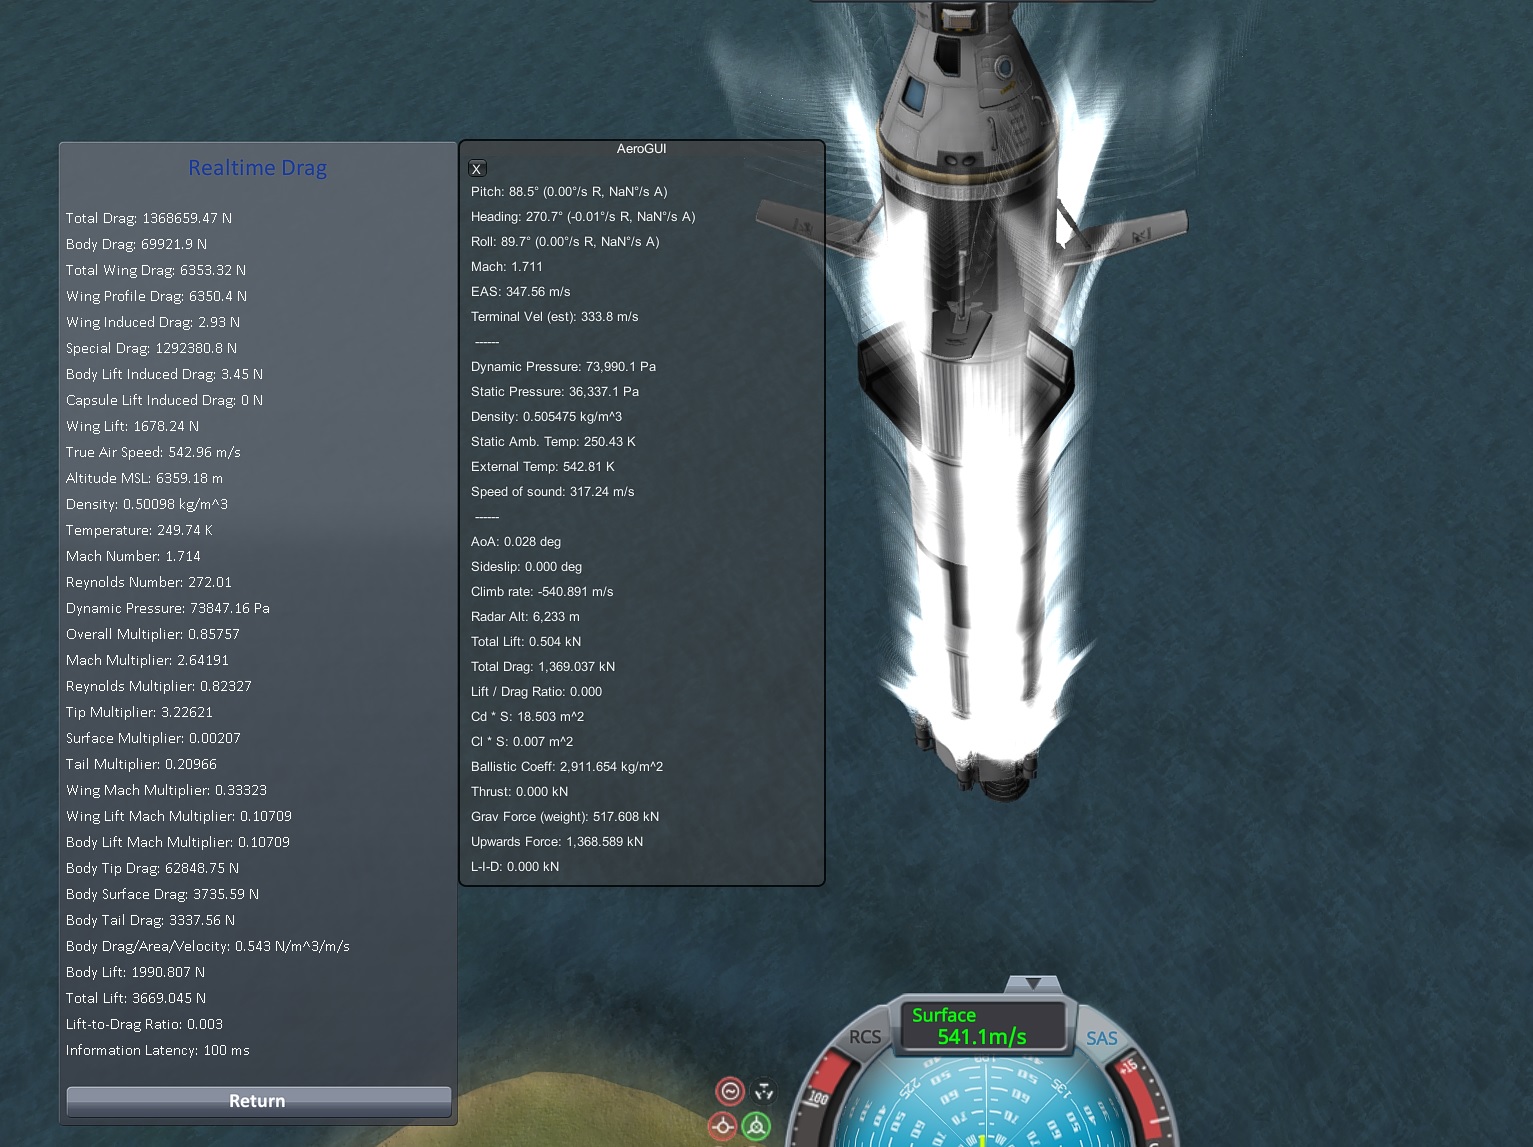 Realtime Drag
Total Drag: 1368659.47 N
Body Drag: 69921.9 N
Total Wing Drag: 6353.32 N
Wing Profile Drag: 6350.4 N
Wing Induced Drag: 2.93 N
Special Drag: 1292380.8 N
Body Lift Induced Drag: 3.45 N
Capsule Lift Induced Drag: 0 N
Wing Lift: 1678.24 N
True Air Speed: 542.96 m/s
Altitude MSL: 6359.18 m
Density: 0.50098 kg/m^3
Temperature: 249.74 K
Mach Number: 1.714
Reynolds Number: 272.01
Dynamic Pressure: 73847.16 Pa
Overall Multiplier: 0.85757
Mach Multiplier: 2.64191
Reynolds Multiplier: 0.82327
Tip Multiplier: 3.22621
Surface Multiplier: 0.00207
Tail Multiplier: 0.20966
Wing Mach Multiplier: 0.33323
Wing Lift Mach Multiplier: 0.10709
Body Lift Mach Multiplier: 0.10709
Body Tip Drag: 62848.75 N
Body Surface Drag: 3735.59 N
Body Tail Drag: 3337.56 N
Body Drag/Area/Velocity: 0.543 N/m^3/m/s
Body Lift: 1990.807 N
Total Lift: 3669.045 N
Lift-to-Drag Ratio: 0.003
Information Latency: 100 ms
Return
AeroGUI
X
Pitch: 88.5° (0.00°/s R, NaN°/s A)
Heading: 270.7° (-0.01°/s R, NaN°/s A)
Roll: 89.7° (0.00°/s R, NaN°/s A)
Mach: 1.711
EAS: 347.56 m/s
Terminal Vel (est): 333.8 m/s
------
Dynamic Pressure: 73,990.1 Pa
Static Pressure: 36,337.1 Pa
Density: 0.505475 kg/m^3
Static Amb. Temp: 250.43 K
External Temp: 542.81 K
Speed of sound: 317.24 m/s
------
AoA: 0.028 deg
Sideslip: 0.000 deg
Climb rate: -540.891 m/s
Radar Alt: 6,233 m
Total Lift: 0.504 kN
Total Drag: 1,369.037 kN
Lift / Drag Ratio: 0.000
Cd * S: 18.503 m^2
Cl * S: 0.007 m^2
Ballistic Coeff: 2,911.654 kg/m^2
Thrust: 0.000 kN
Grav Force (weight): 517.608 kN
Upwards Force: 1,368.589 kN
L-I-D: 0.000 kN
Surface
541.1m/s
RCS
SAS
100
+15